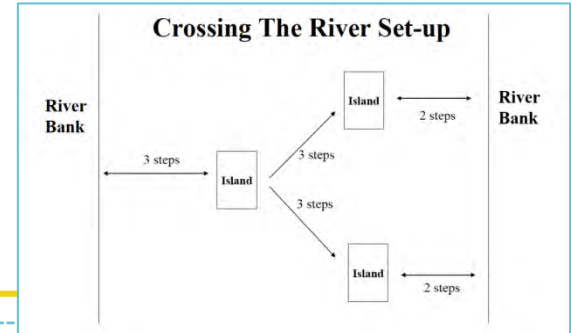 Crossing The River Set-up
River
Bank
3 steps
Island
3 steps
3 steps
Island
2 steps
Island
2 steps
River
Bank